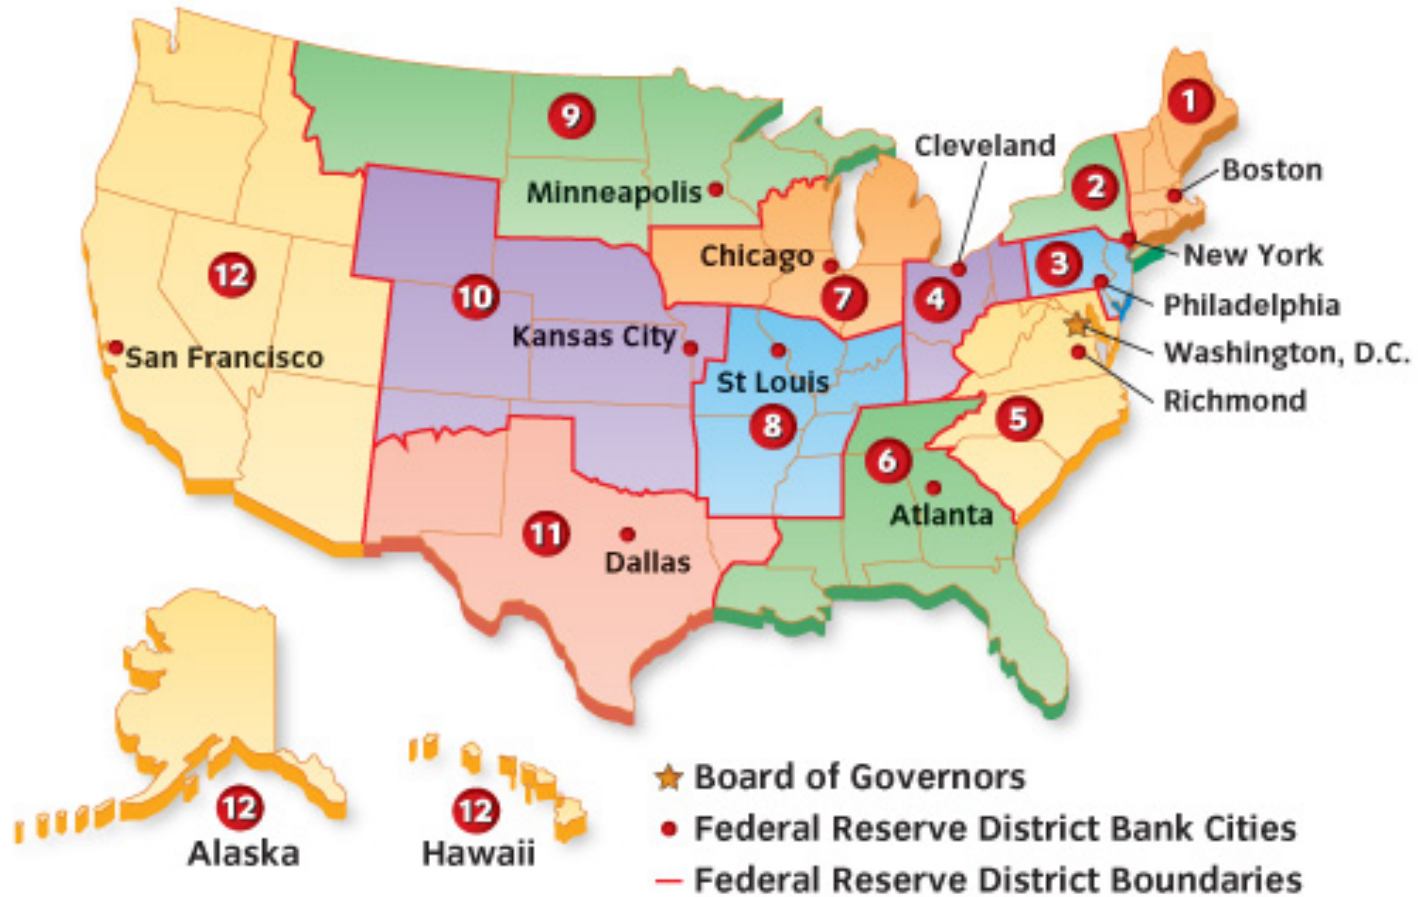 1
9
Cleveland
Boston
2
Minneapolis
New York
Chicago
3
12
10
7
4
Philadelphia
Kansas City
Washington, D.C.
San Francisco
St Louis
Richmond
8
5
6
Atlanta
11
Dallas
12
Alaska
12
Hawaii
Board of Governors
Federal Reserve District Bank Cities
Federal Reserve District Boundaries